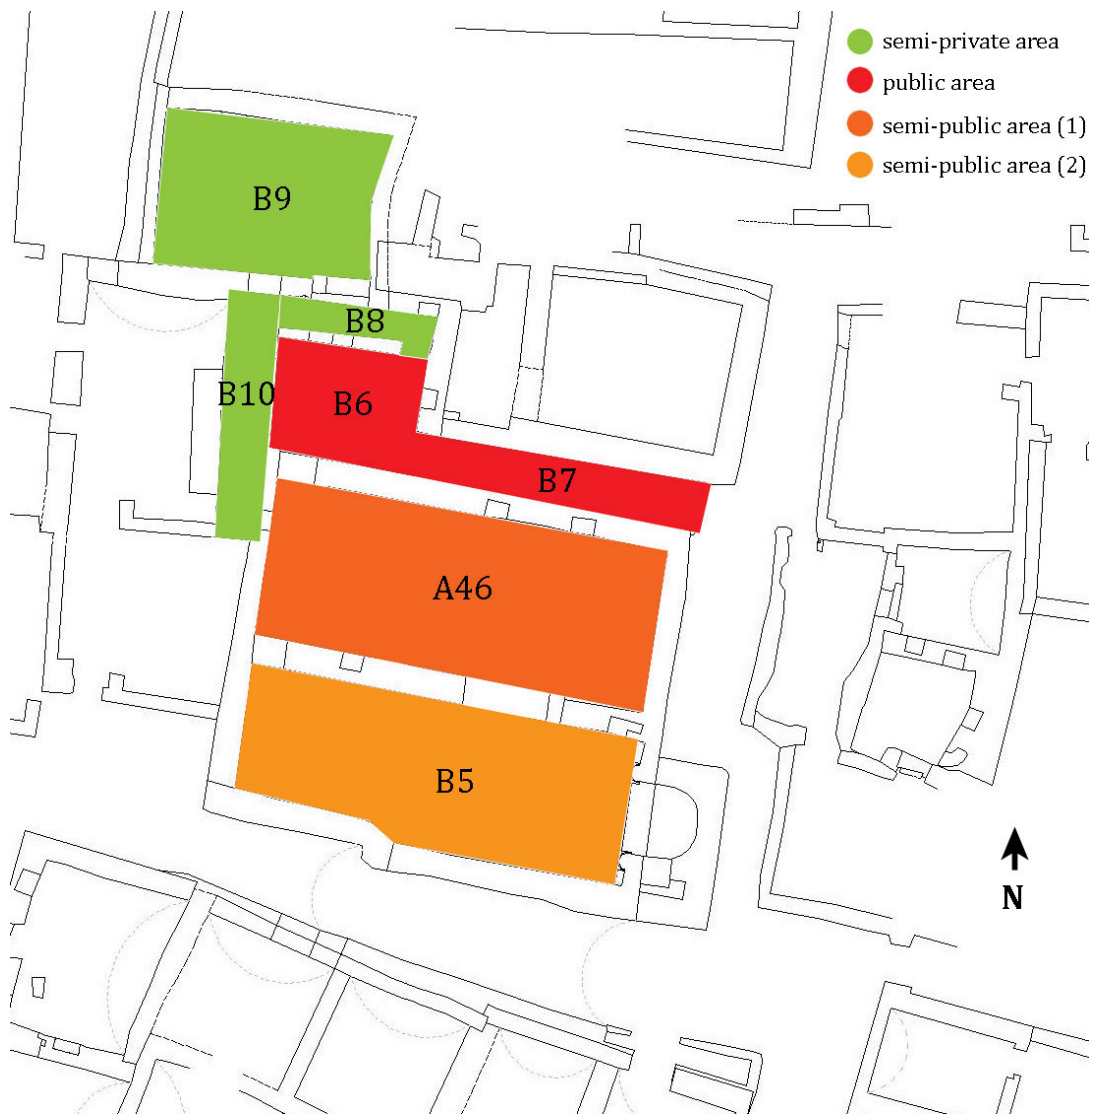 semi-private area
public area
semi-public area (1)
semi-public area (2)
B9
B8
B10
B6
B7
A46
B5
N